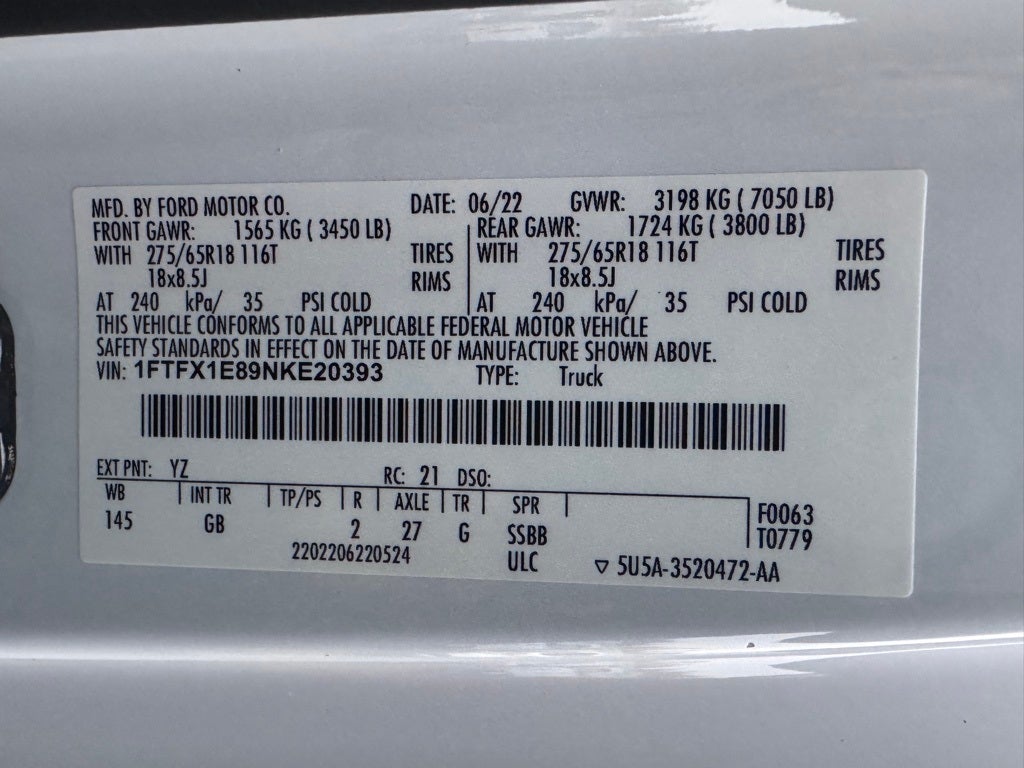 MFD. BY FORD MOTOR CO. DATE: 06/22 GVWR: 3198 KG ( 7050 LB)
FRONT GAWR: 1565 KG ( 3450 LB) REAR GAWR: 1724 KG ( 3800 LB)
WITH 275/65R18 116T TIRES WITH 275/65R18 116T TIRES
18x8.5J RIMS 18x8.5J RIMS
AT 240 kPa/ 35 PSI COLD AT 240 kPa/ 35 PSI COLD
THIS VEHICLE CONFORMS TO ALL APPLICABLE FEDERAL MOTOR VEHICLE
SAFETY STANDARDS IN EFFECT ON THE DATE OF MANUFACTURE SHOWN ABOVE.
VIN: 1FTFX1E89NKE20393 TYPE: Truck
EXT PNT: YZ RC: 21 DSO:
WB INT TR TP/PS R AXLE TR SPR F0063
145 GB 2 27 G SSBB T0779
2202206220524 ULC ▽ 5U5A-3520472-AA